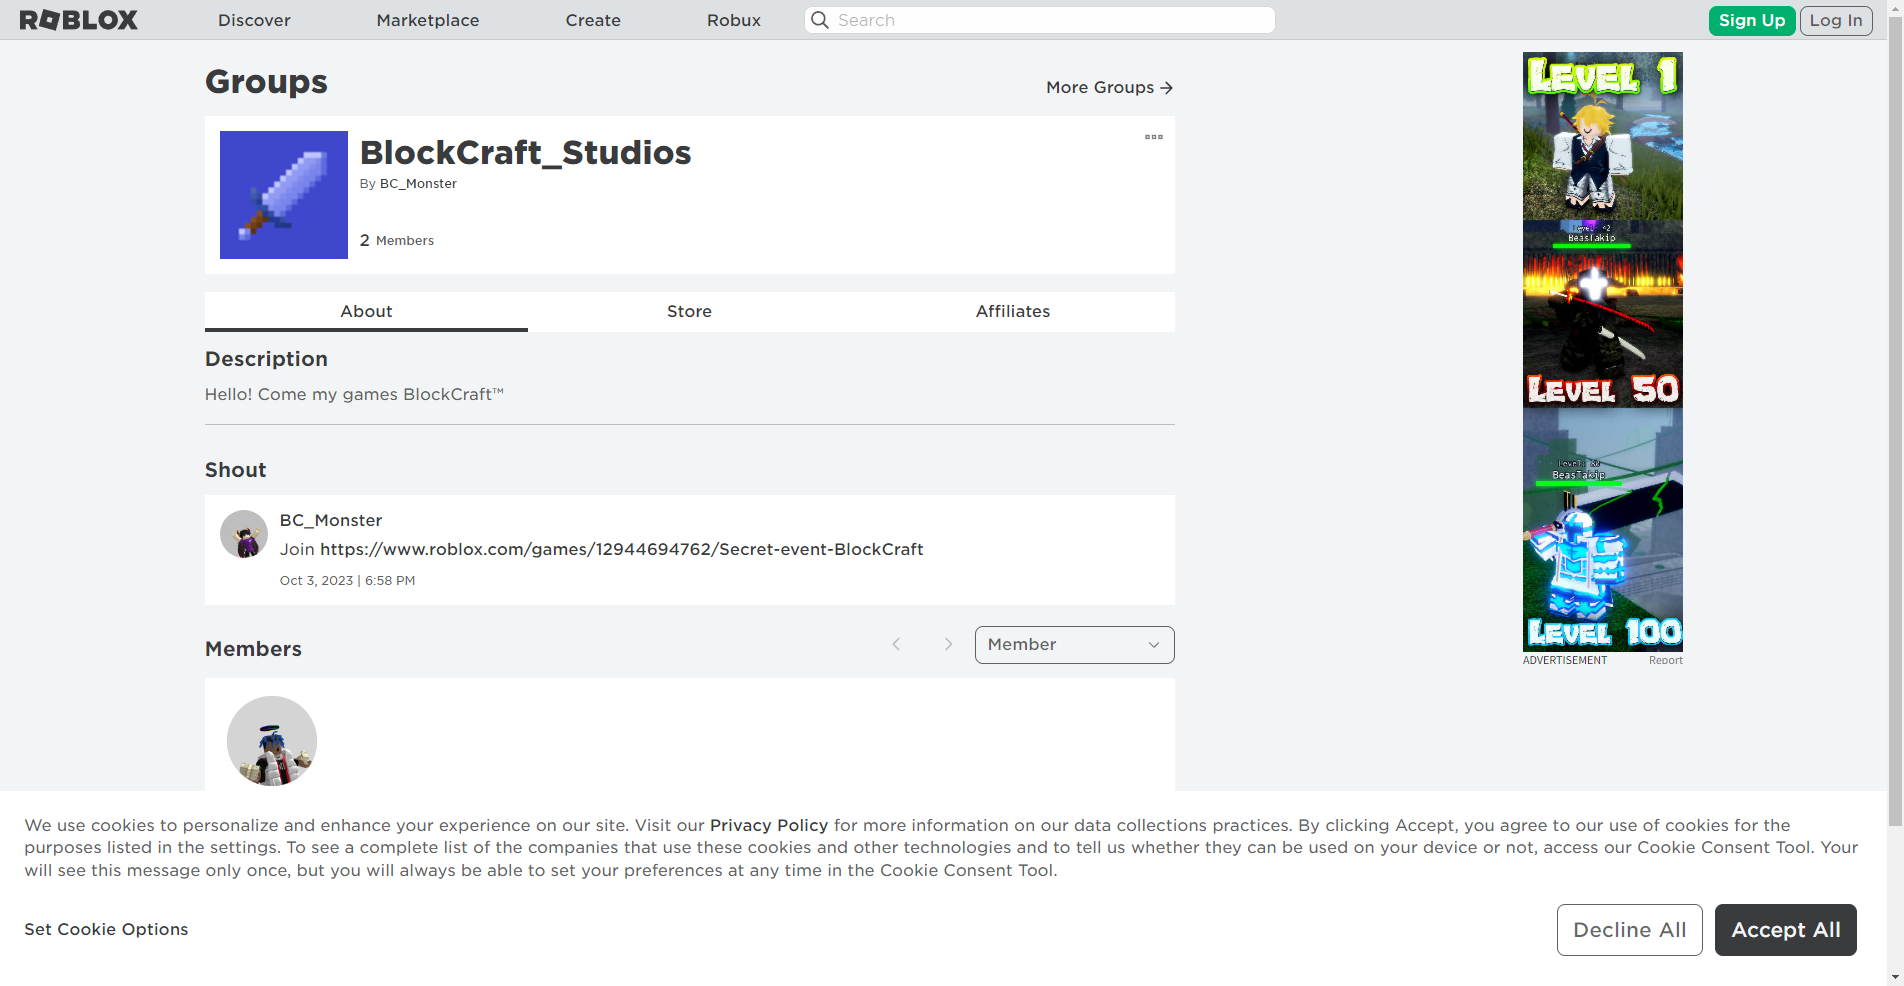 ROBLOX
Discover
Marketplace
Create
Robux
Search
Sign Up
Log In
Groups
More Groups
BlockCraft_Studios
By BC_Monster
2 Members
About
Store
Affiliates
Description
Hello! Come my games BlockCraft™
Shout
BC_Monster
Join https://www.roblox.com/games/12944694762/Secret-event-BlockCraft
Oct 3, 2023 | 6:58 PM
Members
Member
LEVEL 1
BeasTakip
LEVEL 50
BeasTakip
LEVEL 100
ADVERTISEMENT
Report
We use cookies to personalize and enhance your experience on our site. Visit our Privacy Policy for more information on our data collections practices. By clicking Accept, you agree to our use of cookies for the
purposes listed in the settings. To see a complete list of the companies that use these cookies and other technologies and to tell us whether they can be used on your device or not, access our Cookie Consent Tool. Your
will see this message only once, but you will always be able to set your preferences at any time in the Cookie Consent Tool.
Set Cookie Options
Decline All
Accept All